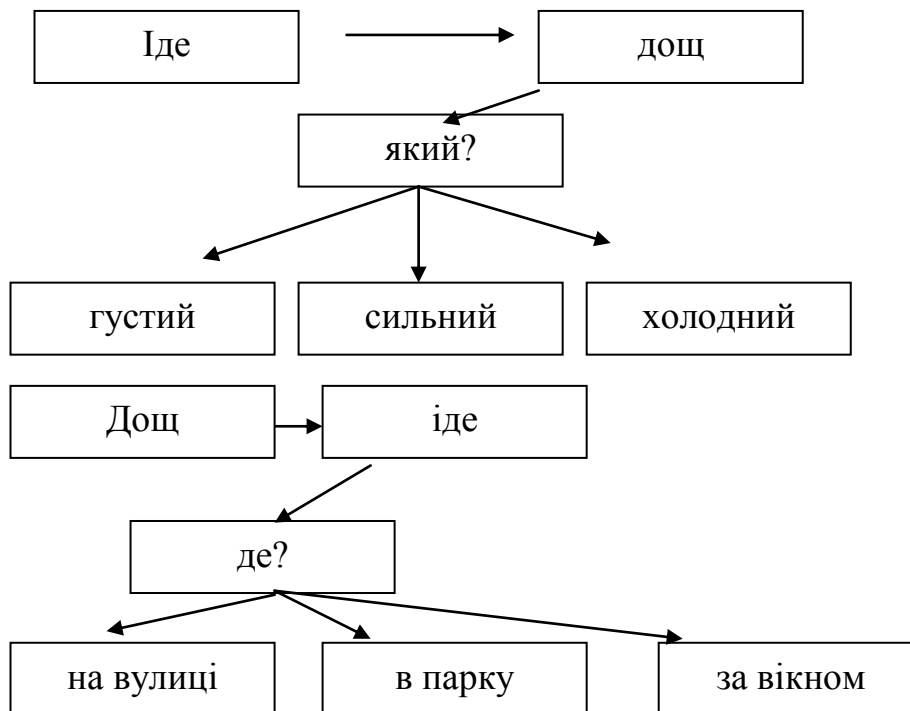 Іде дощ
який?
густий сильний холодний
Дощ іде
де?
на вулиці в парку за вікном